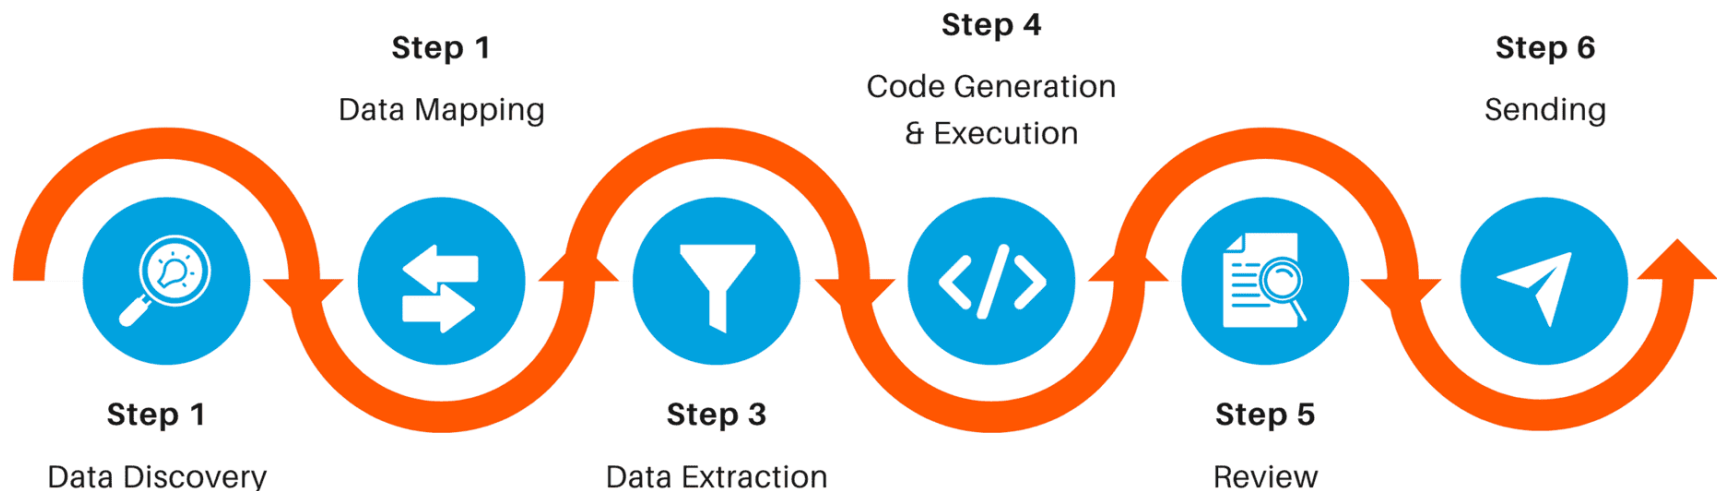 Step 1
Data Discovery
Step 1
Data Mapping
Step 3
Data Extraction
Step 4
Code Generation
& Execution
Step 5
Review
Step 6
Sending